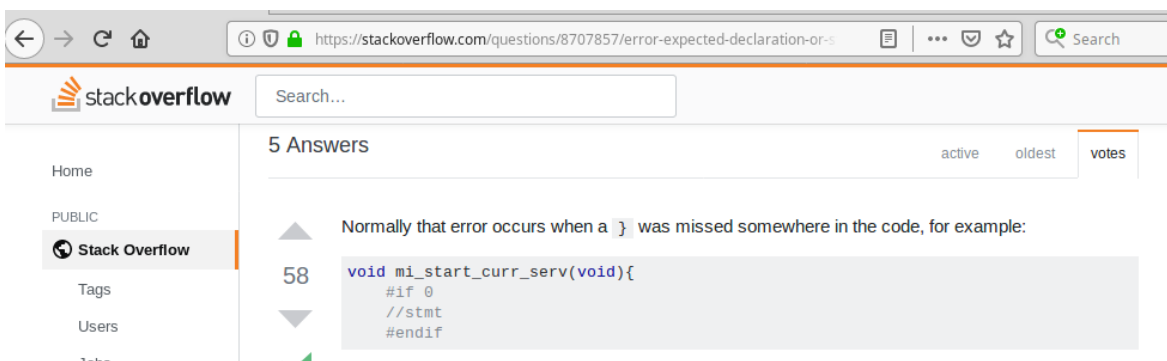 https://stackoverflow.com/questions/8707857/error-expected-declaration-or-s
Search
stackoverflow
Search...
5 Answers
active oldest votes
Home
PUBLIC
Stack Overflow
Tags
Users
Normally that error occurs when a } was missed somewhere in the code, for example:
58
void mi_start_curr_serv(void){
#if 0
//stmt
#endif